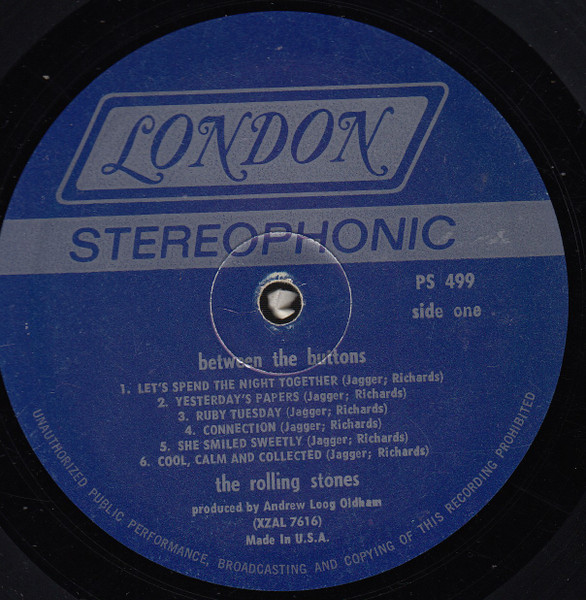 LONDON
STEREOPHONIC
PS 499
side one
between the buttons
1. LET'S SPEND THE NIGHT TOGETHER (Jagger; Richards)
2. YESTERDAY'S PAPERS (Jagger; Richards)
3. RUBY TUESDAY (Jagger; Richards)
4. CONNECTION (Jagger; Richards)
5. SHE SMILED SWEETLY (Jagger; Richards)
6. COOL, CALM AND COLLECTED (Jagger; Richards)
the rolling stones
produced by Andrew Loog Oldham
(XZAL 7616)
Made in U.S.A.
UNAUTHORIZED PUBLIC PERFORMANCE, BROADCASTING AND COPYING OF THIS RECORDING PROHIBITED